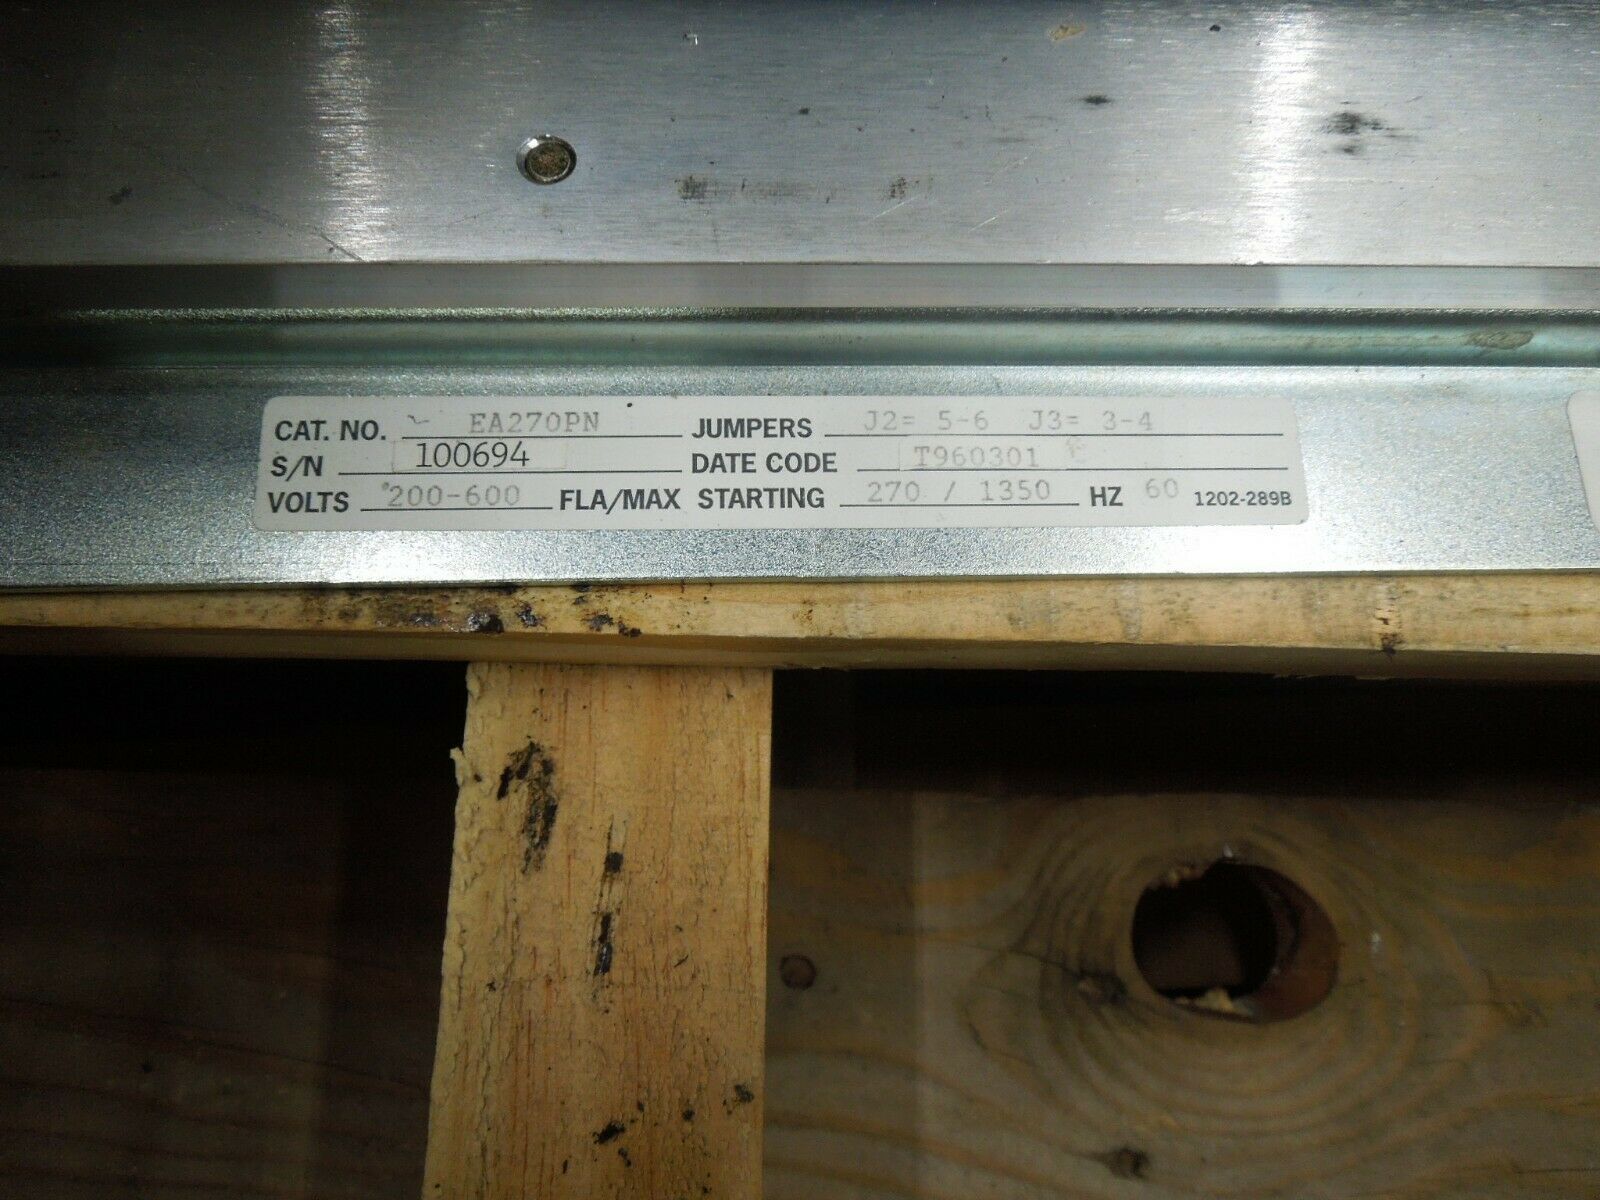 CAT. NO. EA270PN JUMPERS J2= 5-6 J3= 3-4
S/N 100694 DATE CODE T960301
VOLTS 200-600 FLA/MAX STARTING 270 / 1350 HZ 60 1202-289B